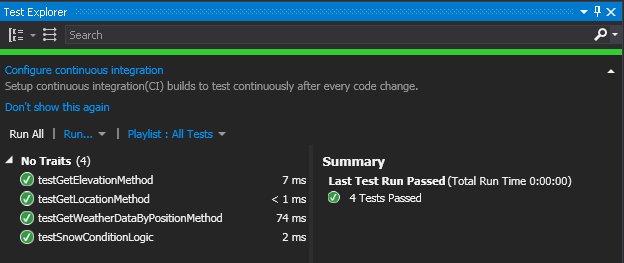 Test Explorer
Search
Configure continuous integration
Setup continuous integration(CI) builds to test continuously after every code change.
Don't show this again
Run All | Run... | Playlist : All Tests
No Traits (4)
testGetElevationMethod 7 ms
testGetLocationMethod < 1 ms
testGetWeatherDataByPositionMethod 74 ms
testSnowConditionLogic 2 ms
Summary
Last Test Run Passed (Total Run Time 0:00:00)
4 Tests Passed